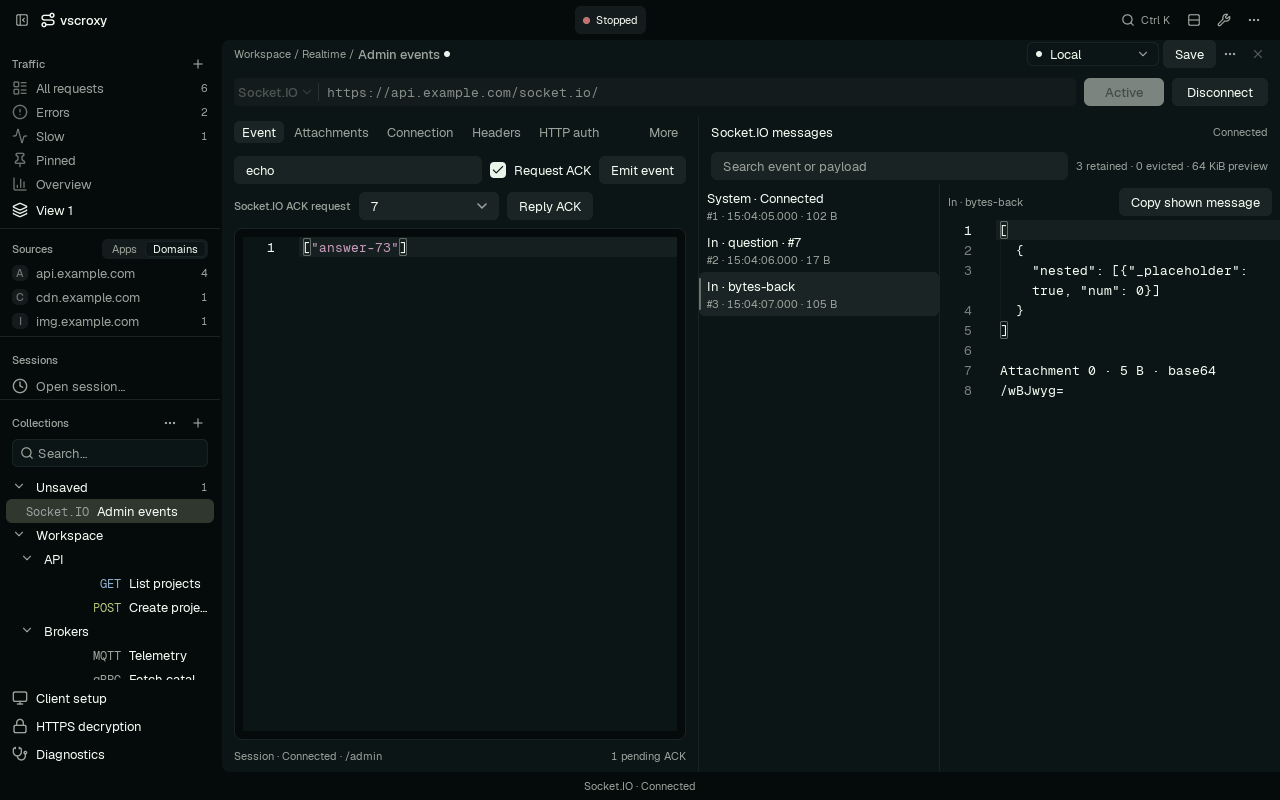 vscroxy
Stopped
Ctrl K
Traffic
All requests 6
Errors 2
Slow 1
Pinned
Overview
View 1
Sources Apps Domains
A api.example.com 4
C cdn.example.com 1
I img.example.com 1
Sessions
Open session…
Collections
Search…
Unsaved 1
Socket.IO Admin events
Workspace
API
GET List projects
POST Create proje…
Brokers
MQTT Telemetry
gRPC Fetch catal
Client setup
HTTPS decryption
Diagnostics
Workspace / Realtime / Admin events
Local
Save
Socket.IO https://api.example.com/socket.io/
Active
Disconnect
Event Attachments Connection Headers HTTP auth More
echo
Request ACK
Emit event
Socket.IO ACK request 7
Reply ACK
1 ["answer-73"]
Session · Connected · /admin
1 pending ACK
Socket.IO messages
Connected
Search event or payload
3 retained · 0 evicted · 64 KiB preview
System · Connected
#1 · 15:04:05.000 · 102 B
In · question · #7
#2 · 15:04:06.000 · 17 B
In · bytes-back
#3 · 15:04:07.000 · 105 B
In · bytes-back
Copy shown message
1 [
2 {
3 "nested": [{"_placeholder":
true, "num": 0}]
4 }
5 ]
6
7 Attachment 0 · 5 B · base64
8 /wBJwyg=
Socket.IO · Connected